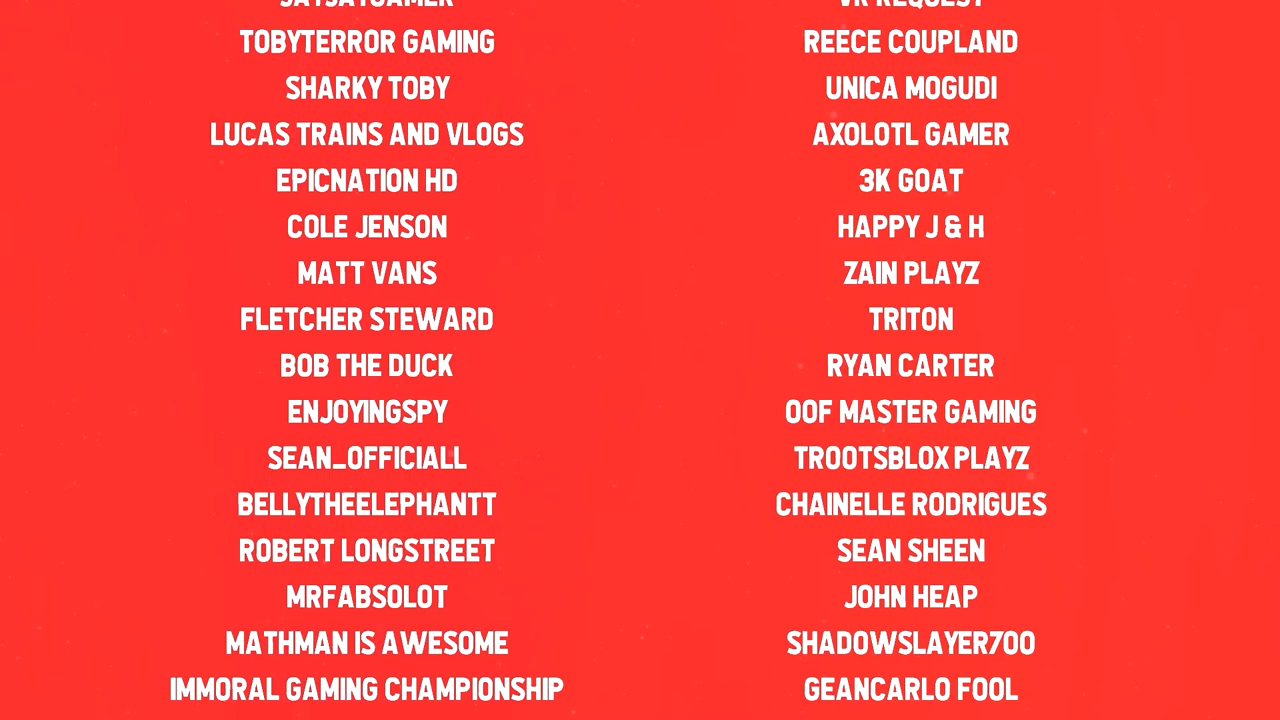 JAYJAYGAMER VR REQUEST
TOBYTERROR GAMING REECE COUPLAND
SHARKY TOBY UNICA MOGUDI
LUCAS TRAINS AND VLOGS AXOLOTL GAMER
EPICNATION HD 3K GOAT
COLE JENSON HAPPY J & H
MATT VANS ZAIN PLAYZ
FLETCHER STEWARD TRITON
BOB THE DUCK RYAN CARTER
ENJOYINGSPY OOF MASTER GAMING
SEAN_OFFICIALL TROOTSBLOX PLAYZ
BELLYTHEELEPHANTT CHAINELLE RODRIGUES
ROBERT LONGSTREET SEAN SHEEN
MRFABSOLOT JOHN HEAP
MATHMAN IS AWESOME SHADOWSLAYER700
IMMORAL GAMING CHAMPIONSHIP GEANCARLO FOOL